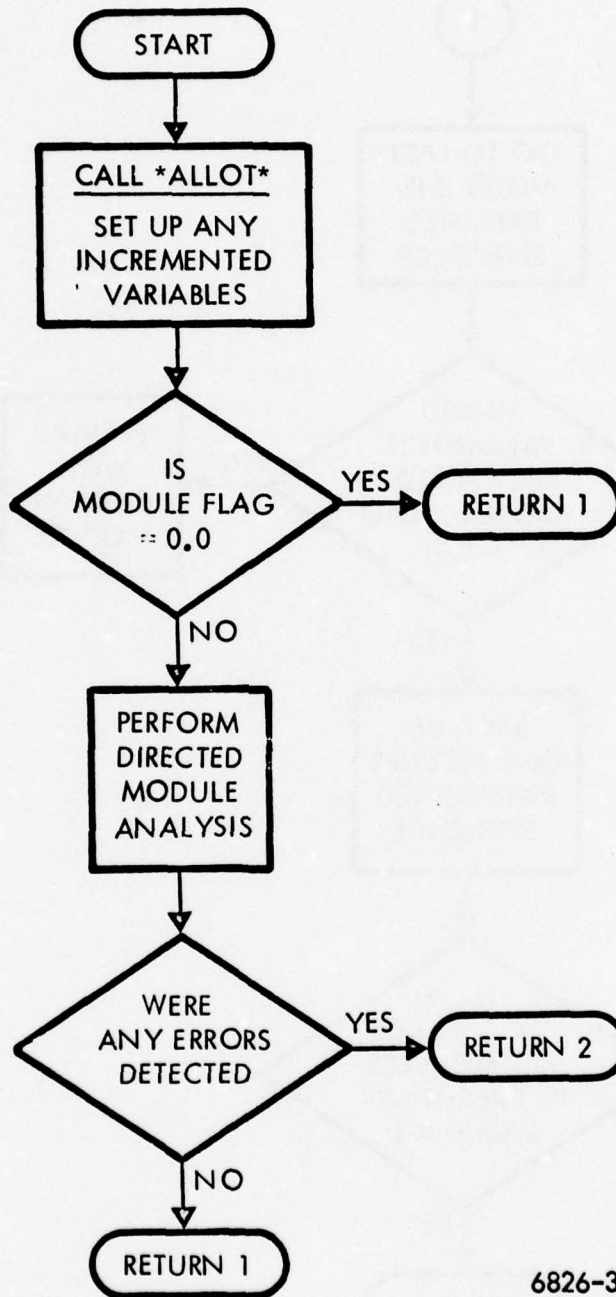 START
CALL *ALLOT*
SET UP ANY
INCREMENTED
VARIABLES
IS
MODULE FLAG
= 0.0
YES
RETURN 1
NO
PERFORM
DIRECTED
MODULE
ANALYSIS
WERE
ANY ERRORS
DETECTED
YES
RETURN 2
NO
RETURN 1
6826-3